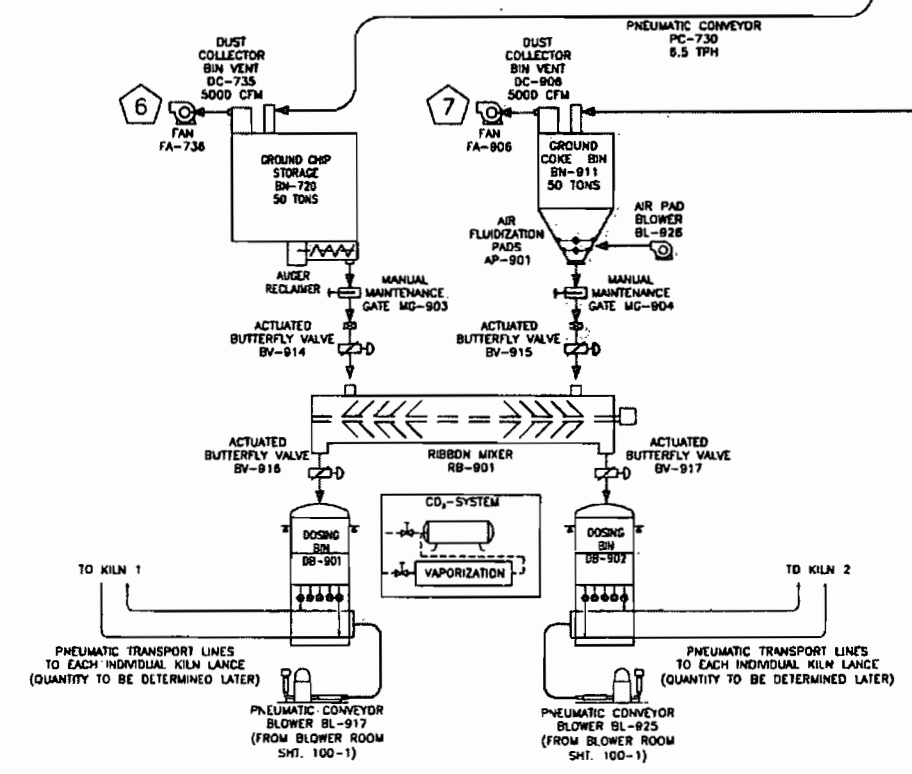 PNEUMATIC CONVEYOR
PC-730
6.5 TPH
DUST
COLLECTOR
BIN VENT
DC-735
5000 CFM
6
FAN
FA-736
DUST
COLLECTOR
BIN VENT
DC-906
5000 CFM
7
FAN
FA-906
GROUND CHIP
STORAGE
BN-720
50 TONS
GROUND
COKE BIN
BN-911
50 TONS
AIR
FLUIDIZATION
PADS
AP-901
AIR PAD
BLOWER
BL-926
AUGER
RECLAIMER
MANUAL
MAINTENANCE
GATE MG-903
MANUAL
MAINTENANCE
GATE MG-904
ACTUATED
BUTTERFLY VALVE
BV-914
ACTUATED
BUTTERFLY VALVE
BV-915
ACTUATED
BUTTERFLY VALVE
BV-916
RIBBON MIXER
RB-901
ACTUATED
BUTTERFLY VALVE
BV-917
CO₂-SYSTEM
VAPORIZATION
DOSING
BIN
DB-901
DOSING
BIN
DB-902
TO KILN 1
TO KILN 2
PNEUMATIC TRANSPORT LINES
TO EACH INDIVIDUAL KILN LANCE
(QUANTITY TO BE DETERMINED LATER)
PNEUMATIC TRANSPORT LINES
TO EACH INDIVIDUAL KILN LANCE
(QUANTITY TO BE DETERMINED LATER)
PNEUMATIC CONVEYOR
BLOWER BL-917
(FROM BLOWER ROOM
SHT. 100-1)
PNEUMATIC CONVEYOR
BLOWER BL-925
(FROM BLOWER ROOM
SHT. 100-1)